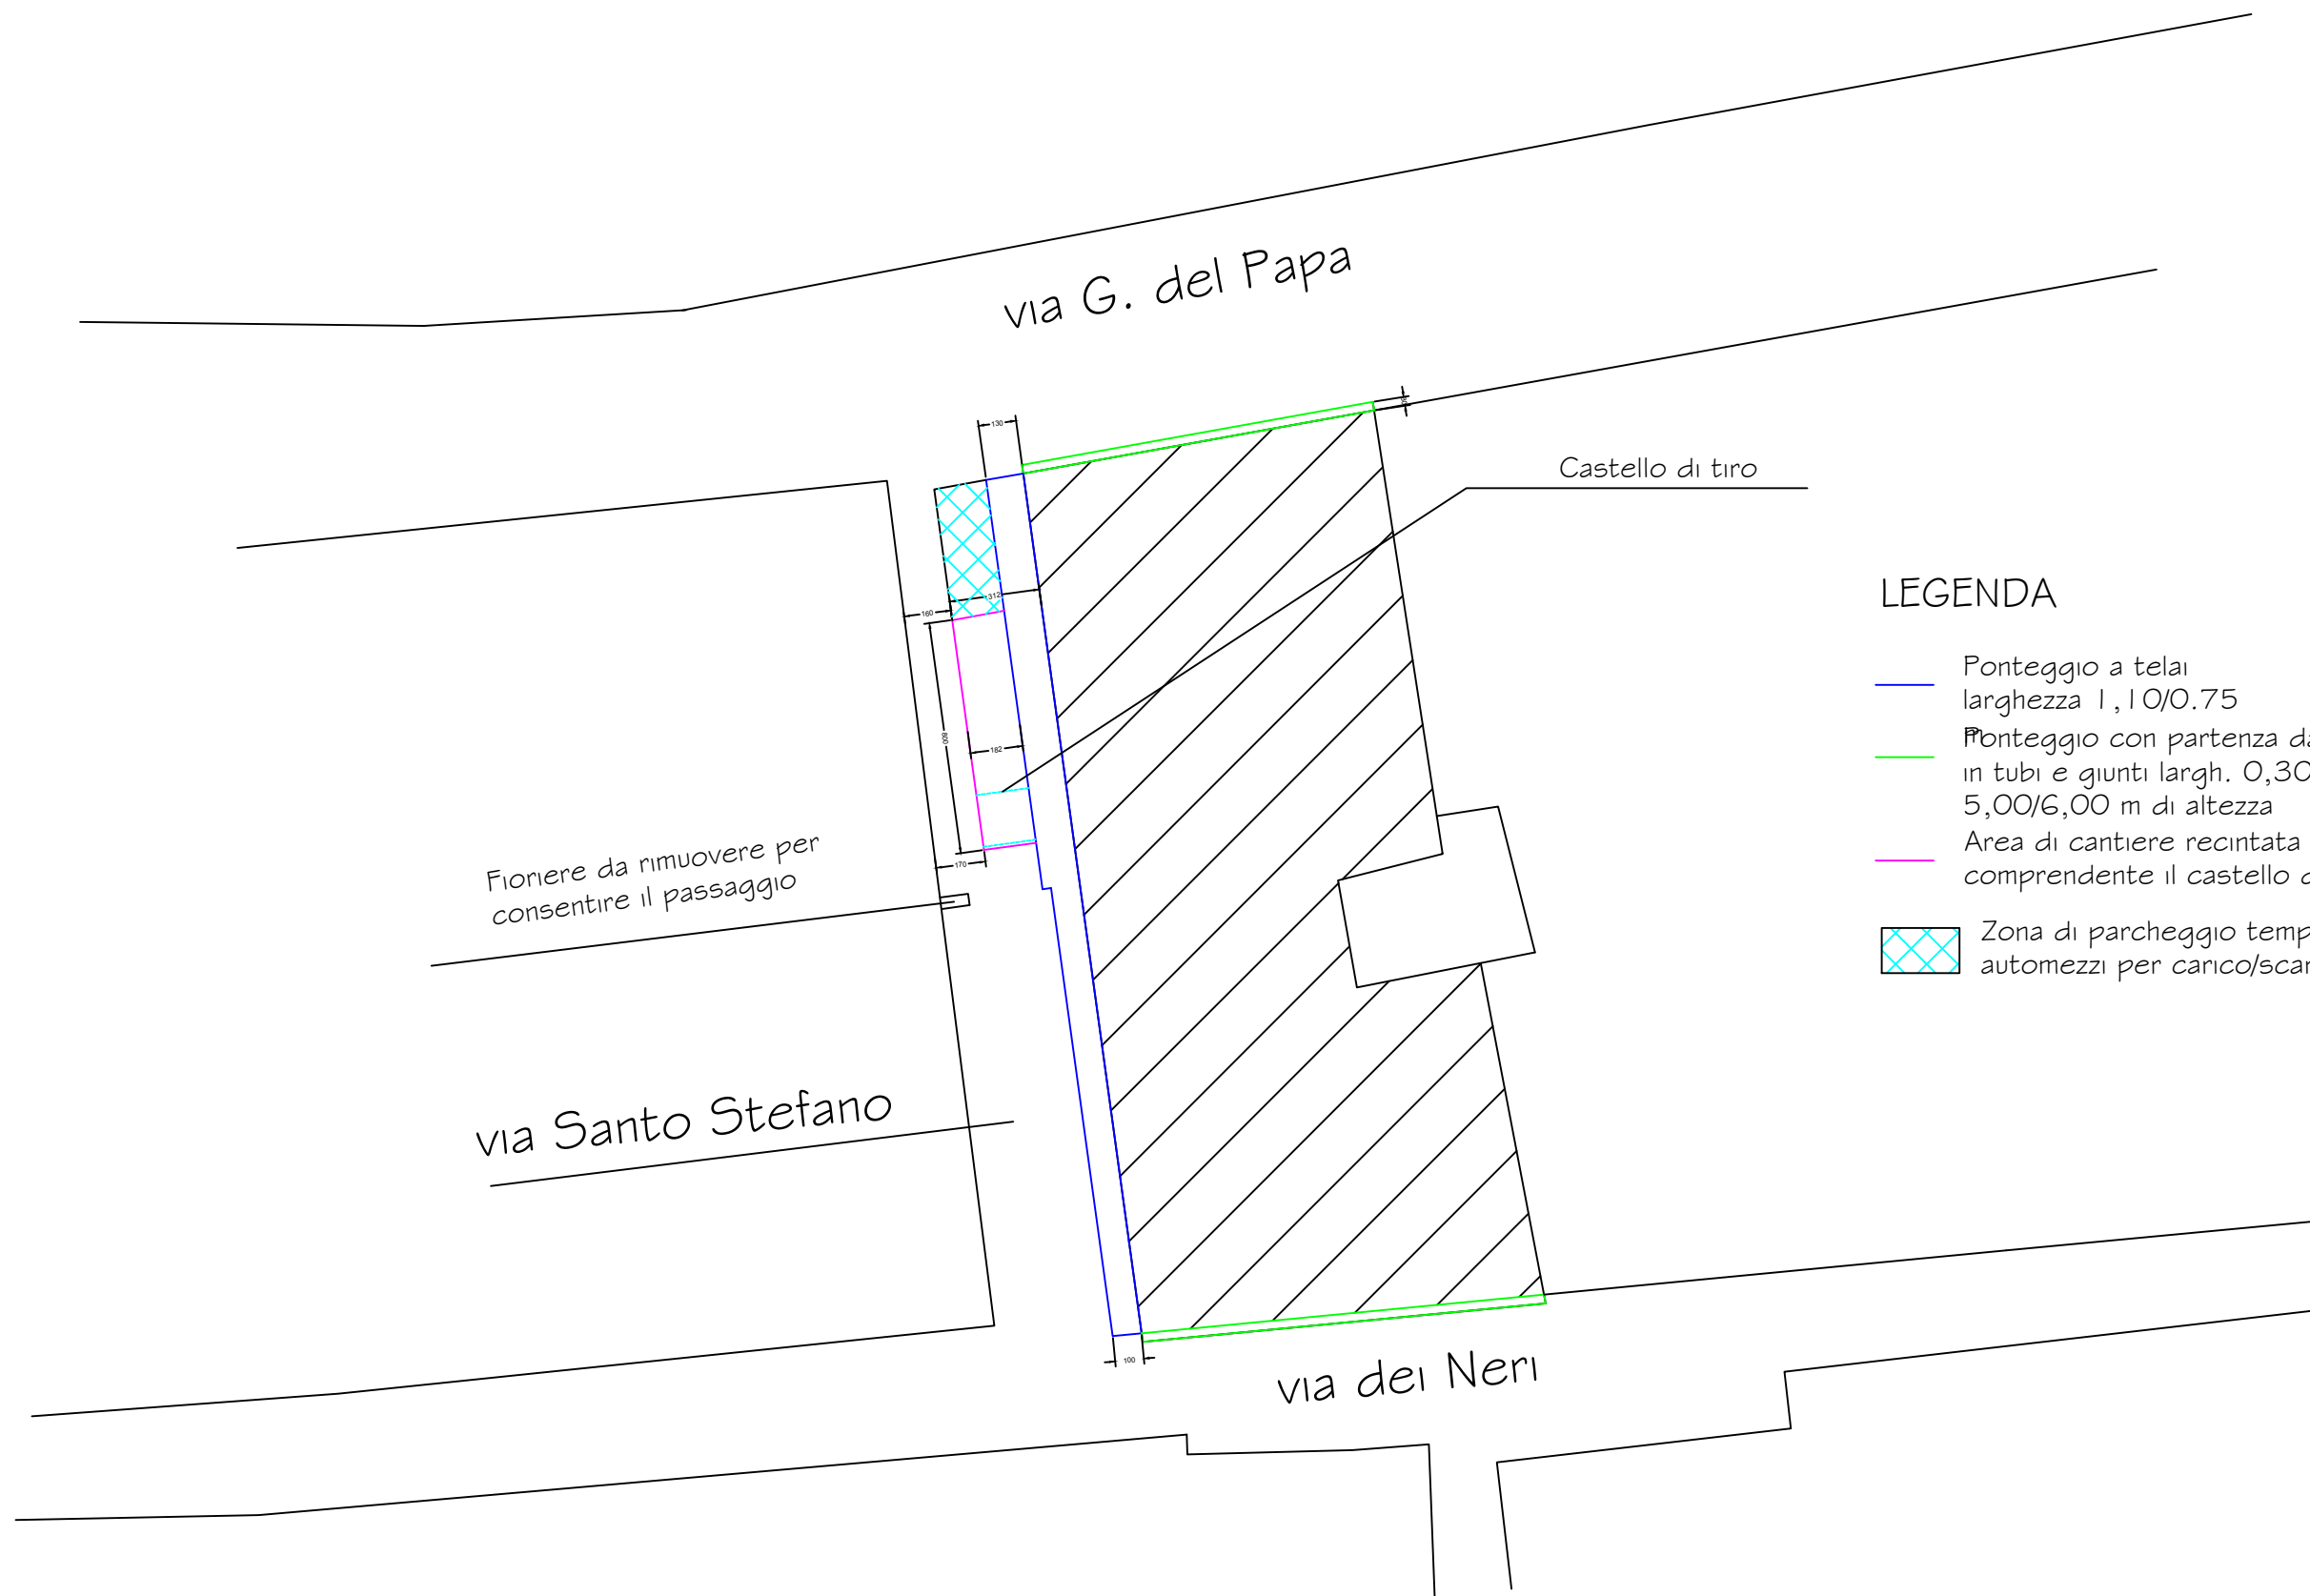 via G. del Papa
130
Castello di tiro
312
160
800
182
Fioriere da rimuovere per
consentire il passaggio
170
via Santo Stefano
100
via dei Neri
LEGENDA
Ponteggio a telai
larghezza 1,10/0.75
m
Ponteggio con partenza da
in tubi e giunti largh. 0,30
5,00/6,00 m di altezza
Area di cantiere recintata
comprendente il castello d
Zona di parcheggio temp
automezzi per carico/scar